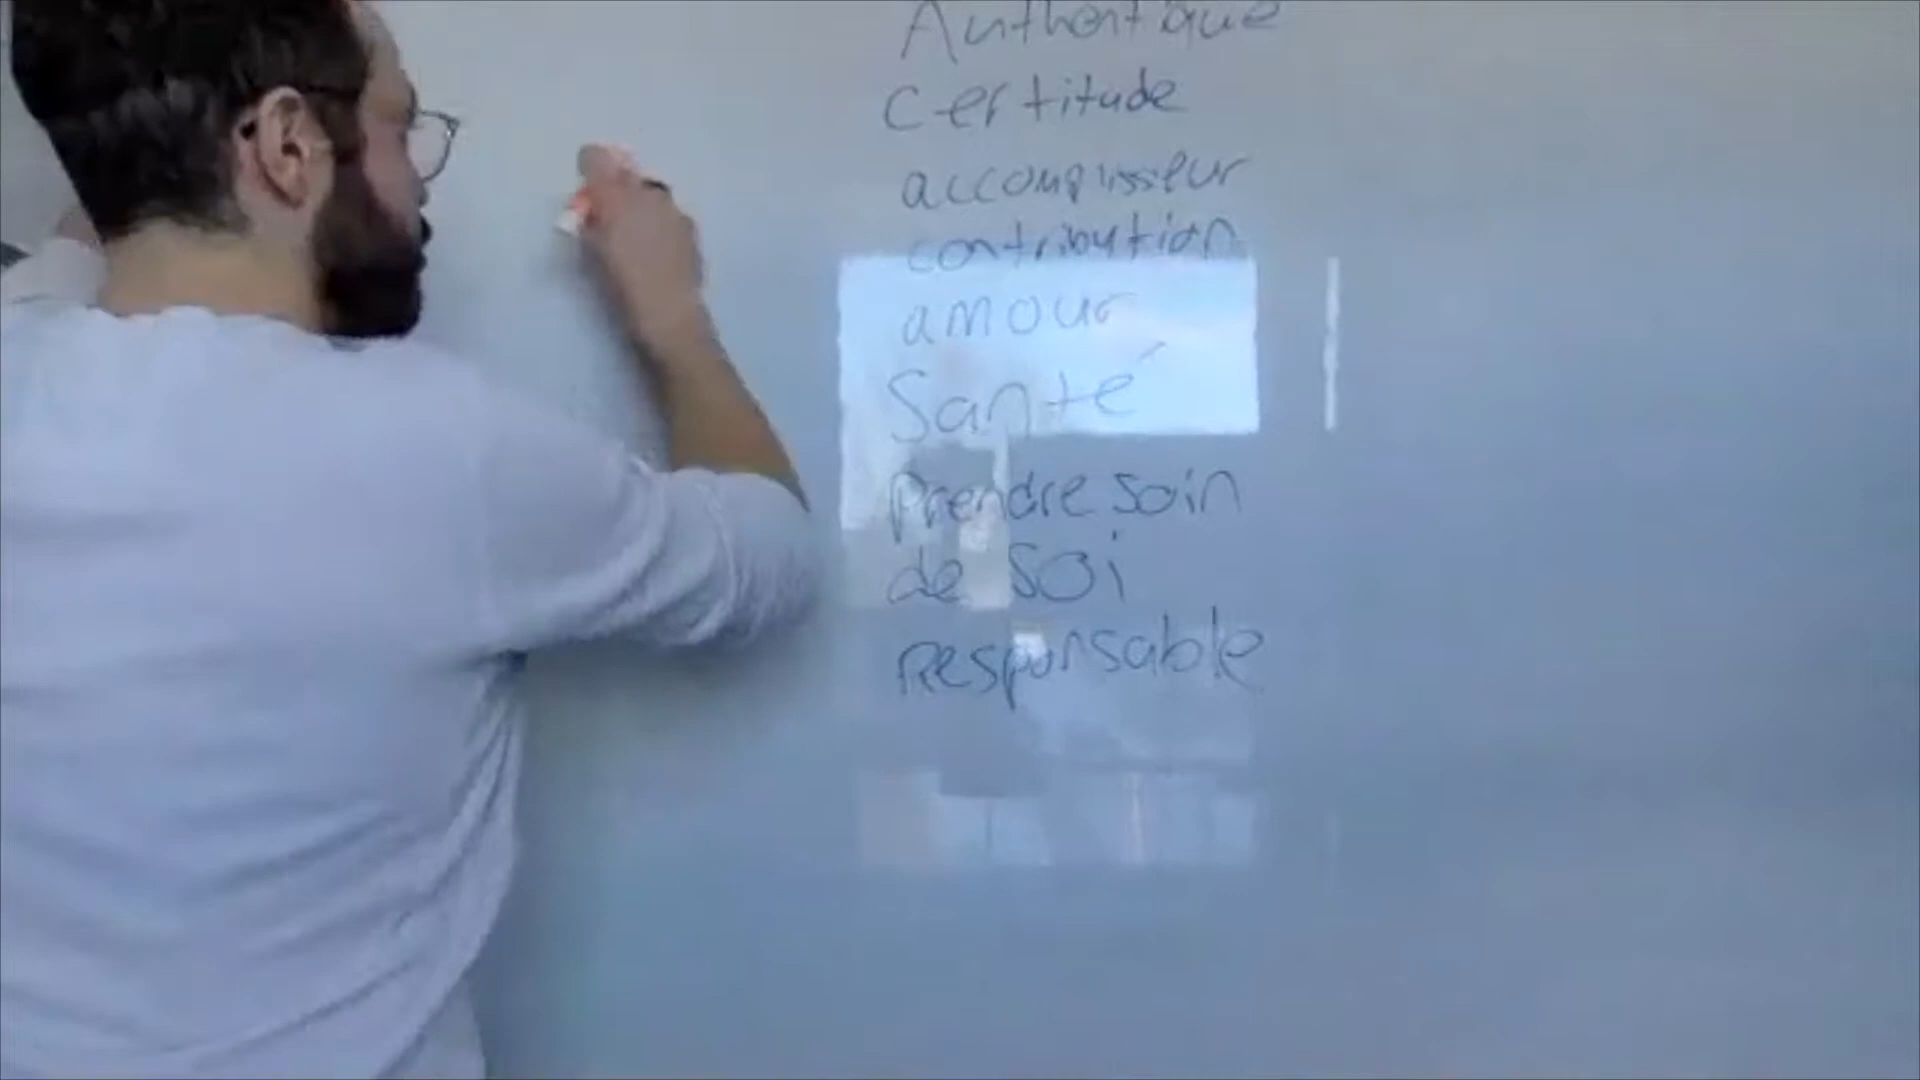 Authentique
certitude
accomplisseur
contribution
amour
Santé
Prendre soin
de soi
responsable